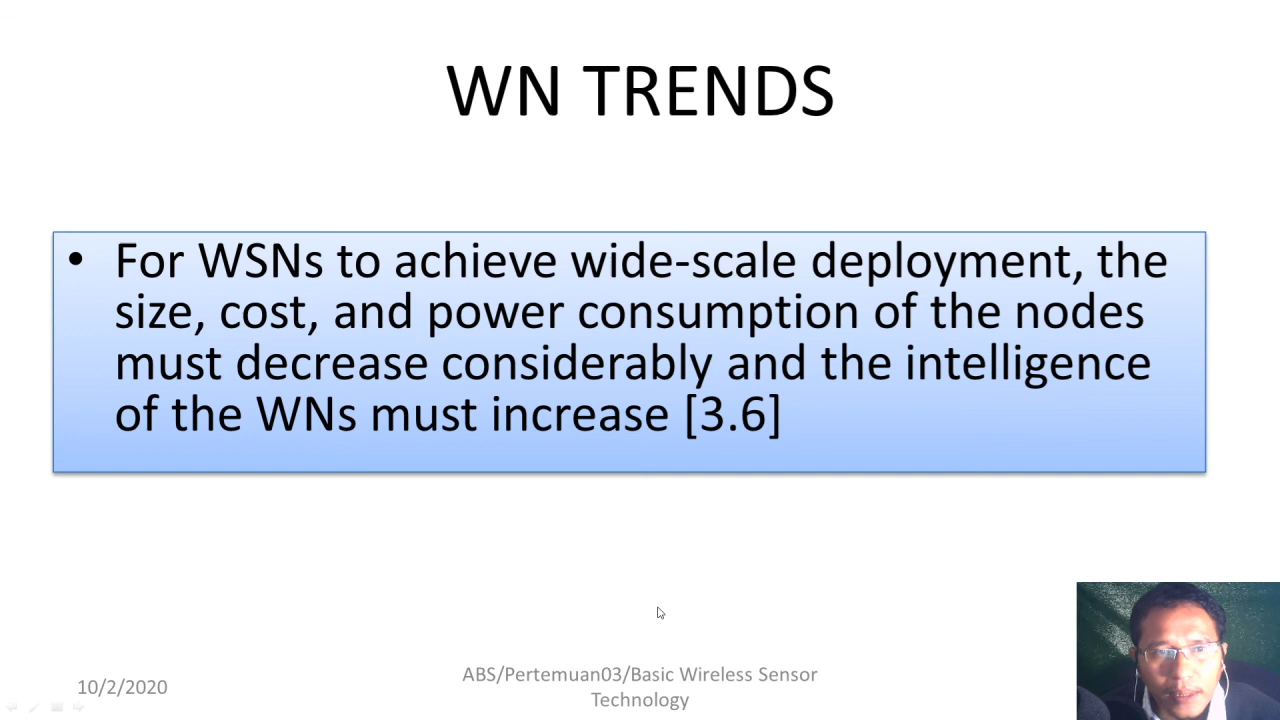 WN TRENDS
• For WSNs to achieve wide-scale deployment, the
size, cost, and power consumption of the nodes
must decrease considerably and the intelligence
of the WNs must increase [3.6]
10/2/2020
ABS/Pertemuan03/Basic Wireless Sensor
Technology